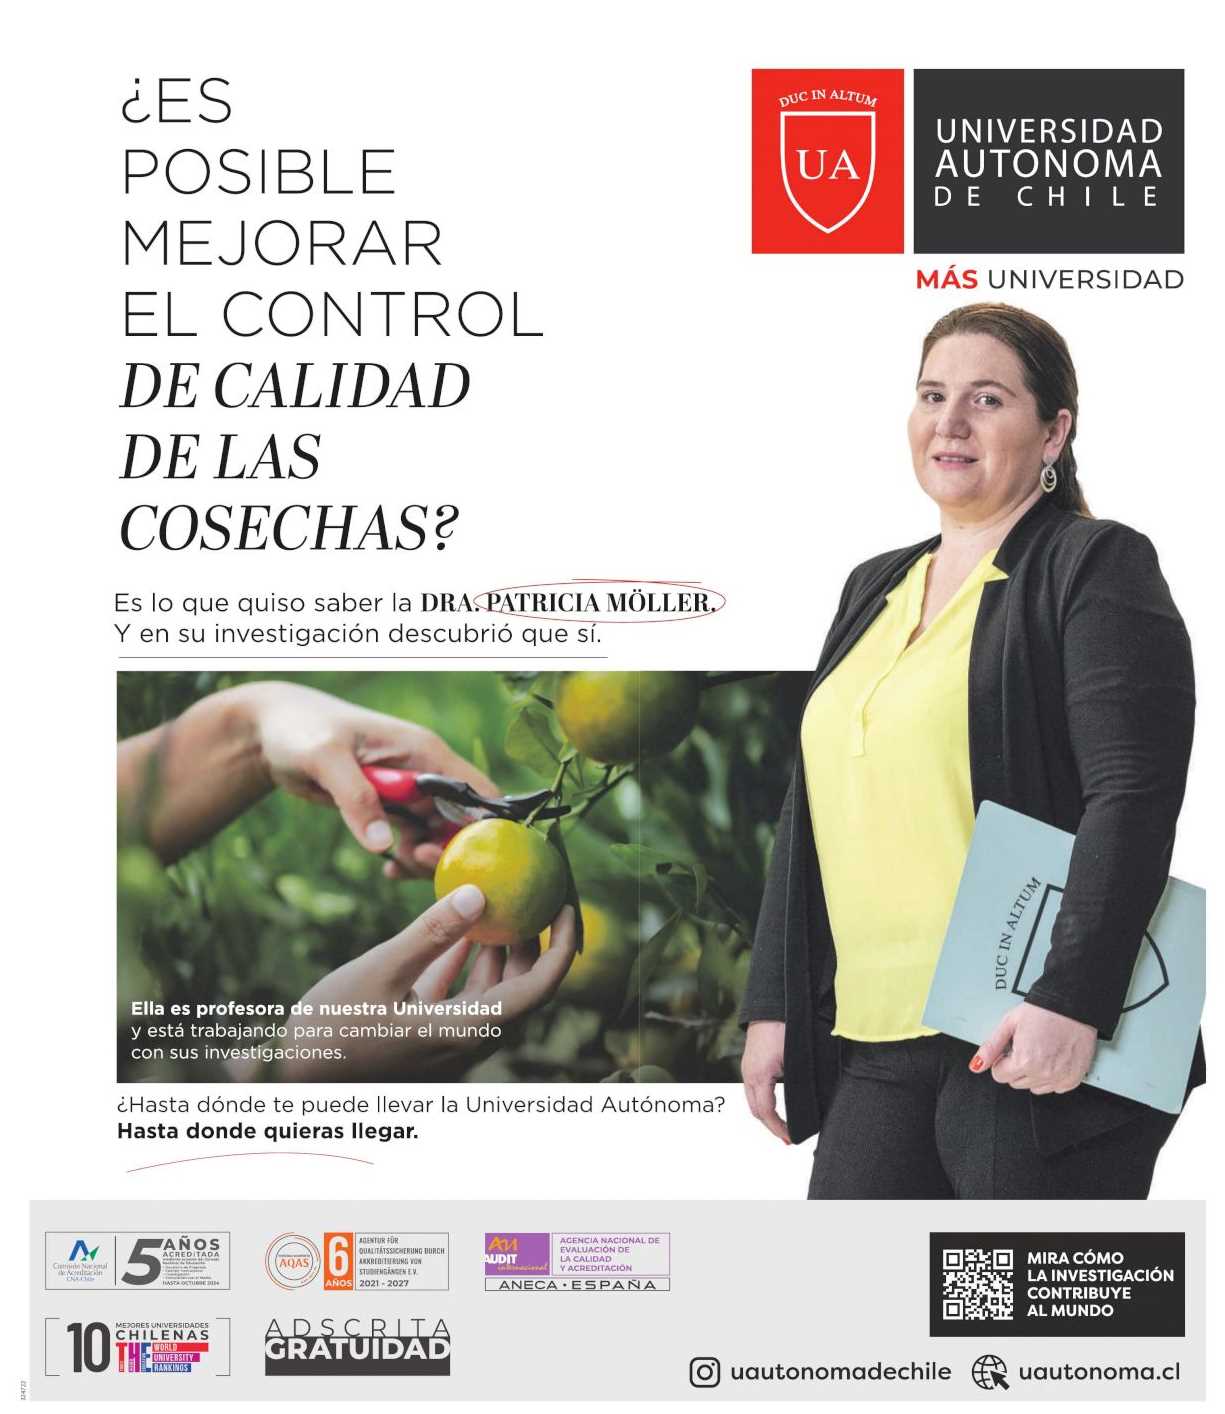 ¿ES
POSIBLE
MEJORAR
EL CONTROL
DE CALIDAD
DE LAS
COSECHAS?
DUC IN ALTUM
UA
UNIVERSIDAD
AUTONOMA
DE CHILE
MÁS UNIVERSIDAD
Es lo que quiso saber la DRA. PATRICIA MÖLLER.
Y en su investigación descubrió que sí.
DUC IN ALTUM
Ella es profesora de nuestra Universidad
y está trabajando para cambiar el mundo
con sus investigaciones.
¿Hasta dónde te puede llevar la Universidad Autónoma?
Hasta donde quieras llegar.
Comisión Nacional
de Acreditación
CNA-Chile
5 AÑOS
ACREDITADA
HASTA OCTUBRE 2024
AQAS
6
AÑOS
AGENTUR FÜR
QUALITÄTSSICHERUNG DURCH
AKKREDITIERUNG VON
STUDIENGÄNGEN E.V.
2021 - 2027
AUDIT
internacional
AGENCIA NACIONAL DE
EVALUACIÓN DE
LA CALIDAD
Y ACREDITACIÓN
ANECA · ESPAÑA
10
MEJORES UNIVERSIDADES
CHILENAS
THE WORLD
UNIVERSITY
RANKINGS
ADSCRITA
GRATUIDAD
MIRA CÓMO
LA INVESTIGACIÓN
CONTRIBUYE
AL MUNDO
uautonomadechile
uautonoma.cl